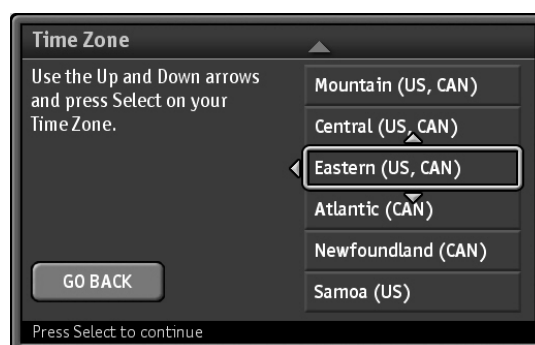 Time Zone
Use the Up and Down arrows
and press Select on your
Time Zone.
Mountain (US, CAN)
Central (US, CAN)
Eastern (US, CAN)
Atlantic (CAN)
Newfoundland (CAN)
Samoa (US)
GO BACK
Press Select to continue